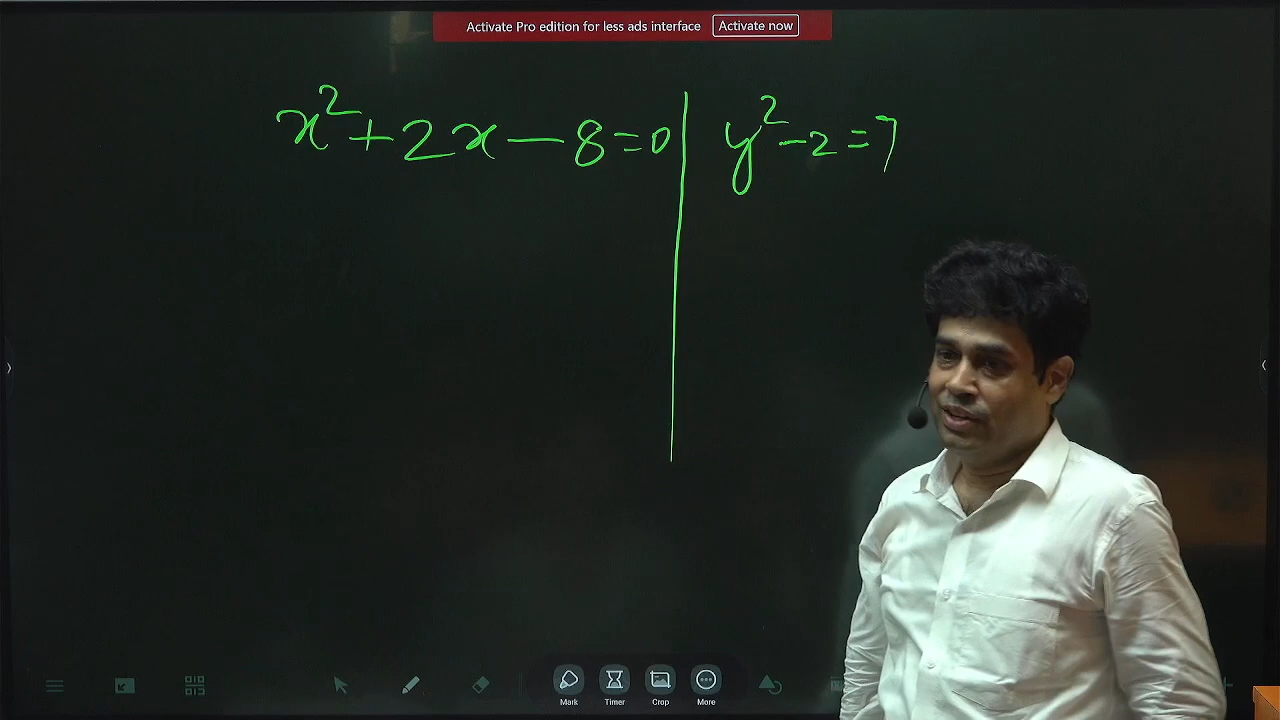 Activate Pro edition for less ads interface Activate now
x² + 2x - 8 = 0 | y² - 2 = 7
Mark Timer Crop More